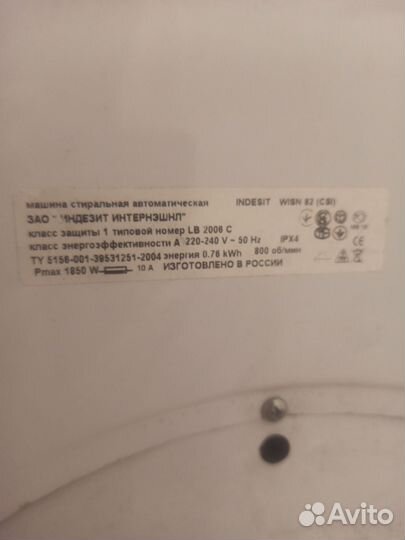 машина стиральная автоматическая INDESIT WISN 82 (CSI)
ЗАО "ИНДЕЗИТ ИНТЕРНЭШНЛ"
класс защиты 1 типовой номер LB 2006 C
класс энергоэффективности A 220-240 V ~ 50 Hz IPX4
TY 5156-001-39531251-2004 энергия 0.76 kWh 800 об/мин
Pmax 1850 W 10 A ИЗГОТОВЛЕНО В РОССИИ
Avito